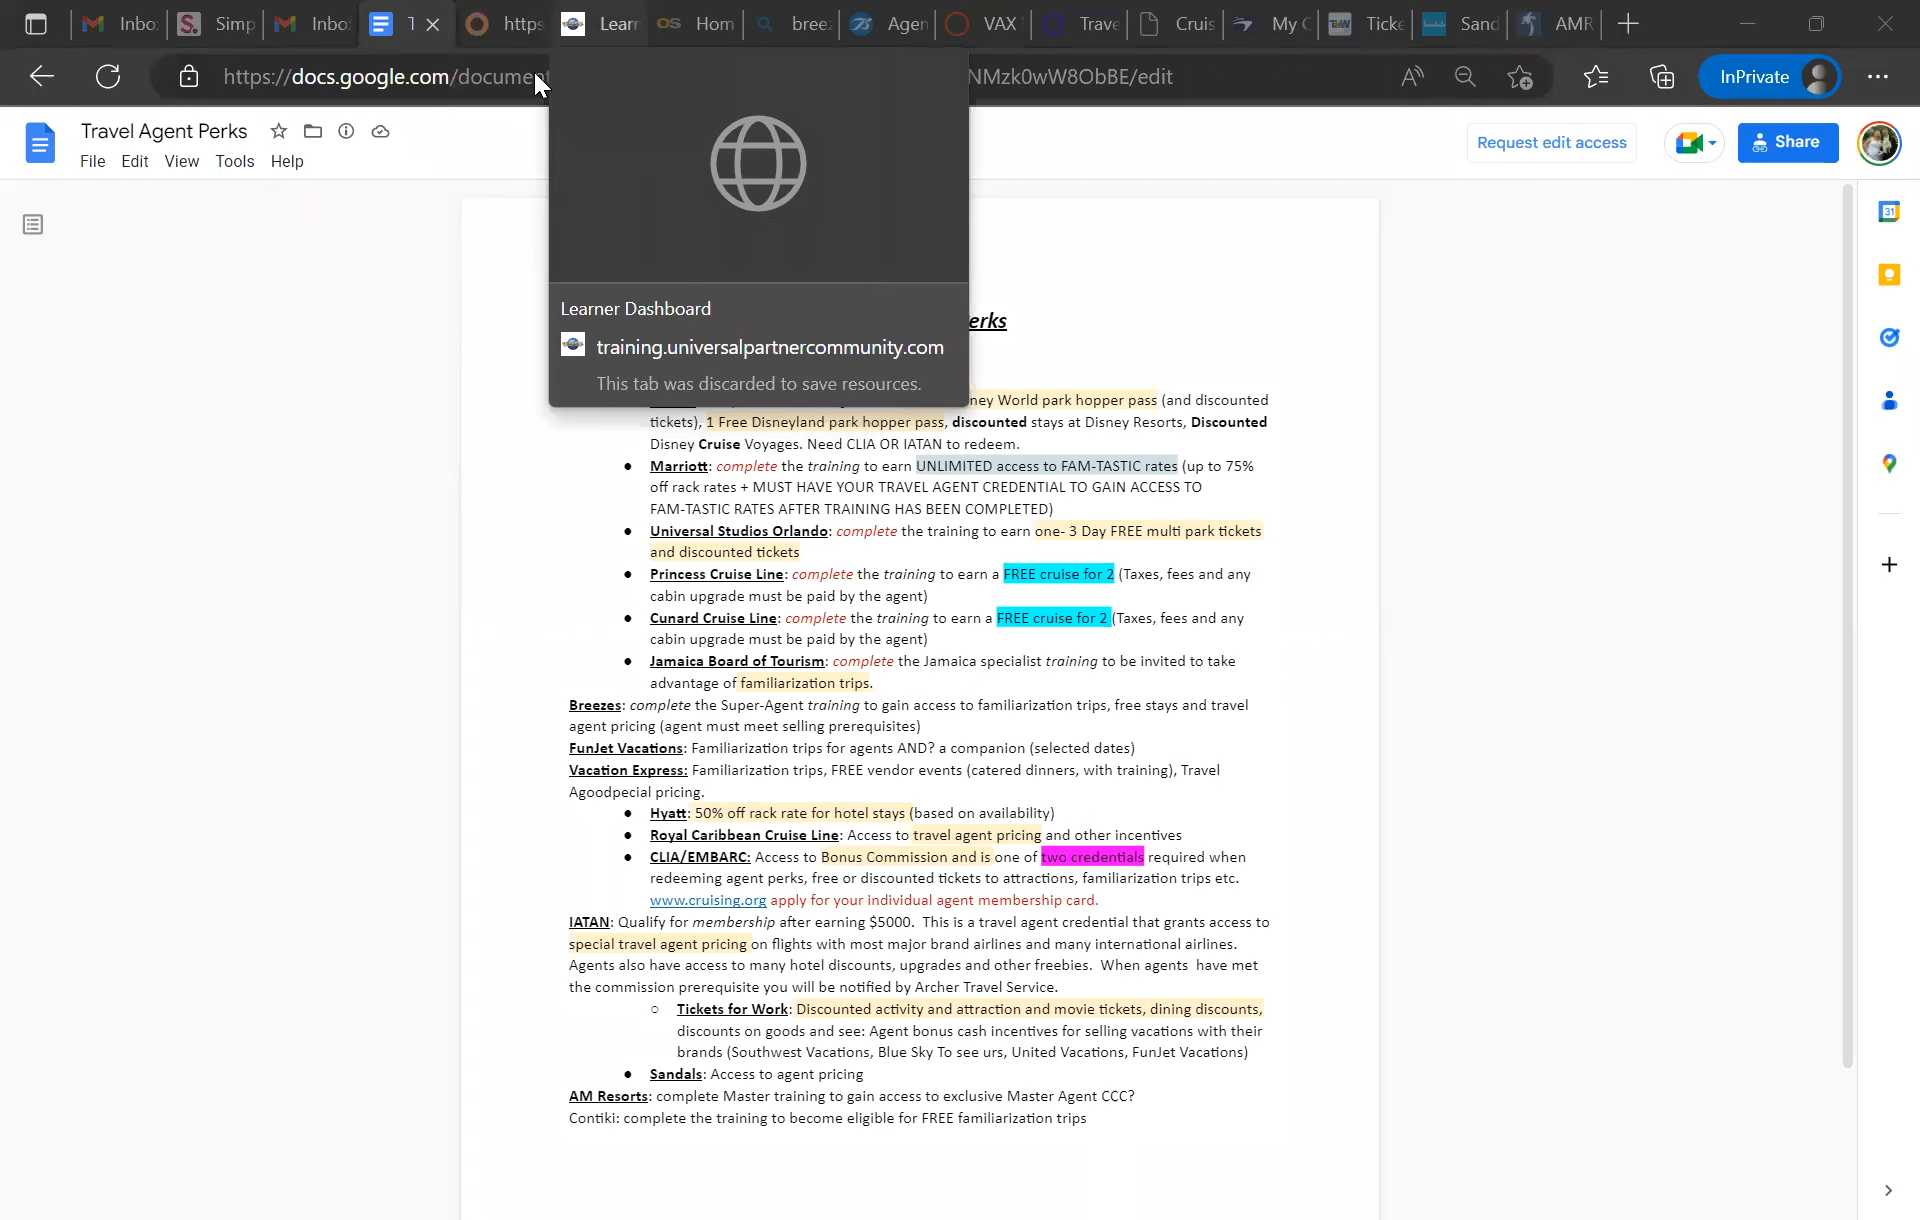 Inbo
Simp
Inbo
T
https
Learn
OS Hom
breez
Agen
VAX
Trave
Cruis
My C
Ticke
Sand
AMR
https://docs.google.com/document
NMzk0wW8ObBE/edit
InPrivate
Travel Agent Perks
File Edit View Tools Help
Request edit access
Share
31
Learner Dashboard
training.universalpartnercommunity.com
This tab was discarded to save resources.
erks
ney World park hopper pass (and discounted
tickets), 1 Free Disneyland park hopper pass, discounted stays at Disney Resorts, Discounted
Disney Cruise Voyages. Need CLIA OR IATAN to redeem.
● Marriott: complete the training to earn UNLIMITED access to FAM-TASTIC rates (up to 75%
off rack rates + MUST HAVE YOUR TRAVEL AGENT CREDENTIAL TO GAIN ACCESS TO
FAM-TASTIC RATES AFTER TRAINING HAS BEEN COMPLETED)
● Universal Studios Orlando: complete the training to earn one- 3 Day FREE multi park tickets
and discounted tickets
● Princess Cruise Line: complete the training to earn a FREE cruise for 2 (Taxes, fees and any
cabin upgrade must be paid by the agent)
● Cunard Cruise Line: complete the training to earn a FREE cruise for 2 (Taxes, fees and any
cabin upgrade must be paid by the agent)
● Jamaica Board of Tourism: complete the Jamaica specialist training to be invited to take
advantage of familiarization trips.
Breezes: complete the Super-Agent training to gain access to familiarization trips, free stays and travel
agent pricing (agent must meet selling prerequisites)
FunJet Vacations: Familiarization trips for agents AND? a companion (selected dates)
Vacation Express: Familiarization trips, FREE vendor events (catered dinners, with training), Travel
Agoodpecial pricing.
● Hyatt: 50% off rack rate for hotel stays (based on availability)
● Royal Caribbean Cruise Line: Access to travel agent pricing and other incentives
● CLIA/EMBARC: Access to Bonus Commission and is one of two credentials required when
redeeming agent perks, free or discounted tickets to attractions, familiarization trips etc.
www.cruising.org apply for your individual agent membership card.
IATAN: Qualify for membership after earning $5000. This is a travel agent credential that grants access to
special travel agent pricing on flights with most major brand airlines and many international airlines.
Agents also have access to many hotel discounts, upgrades and other freebies. When agents have met
the commission prerequisite you will be notified by Archer Travel Service.
○ Tickets for Work: Discounted activity and attraction and movie tickets, dining discounts,
discounts on goods and see: Agent bonus cash incentives for selling vacations with their
brands (Southwest Vacations, Blue Sky To see urs, United Vacations, FunJet Vacations)
● Sandals: Access to agent pricing
AM Resorts: complete Master training to gain access to exclusive Master Agent CCC?
Contiki: complete the training to become eligible for FREE familiarization trips